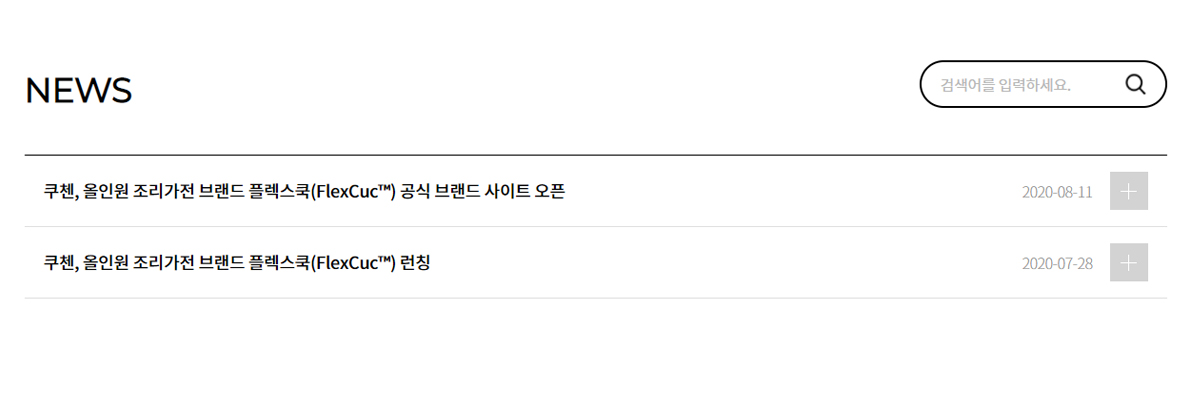 NEWS
검색어를 입력하세요.
쿠첸, 올인원 조리가전 브랜드 플렉스쿡(FlexCuc™) 공식 브랜드 사이트 오픈 2020-08-11
쿠첸, 올인원 조리가전 브랜드 플렉스쿡(FlexCuc™) 런칭 2020-07-28